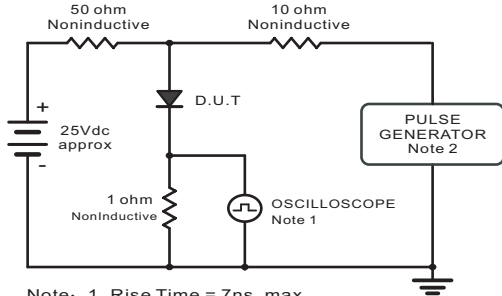 50 ohm
Noninductive
10 ohm
Noninductive
+
D.U.T
25Vdc
approx
-
PULSE
GENERATOR
Note 2
1 ohm
NonInductive
OSCILLOSCOPE
Note 1
Note: 1. Rise Time = 7ns max.